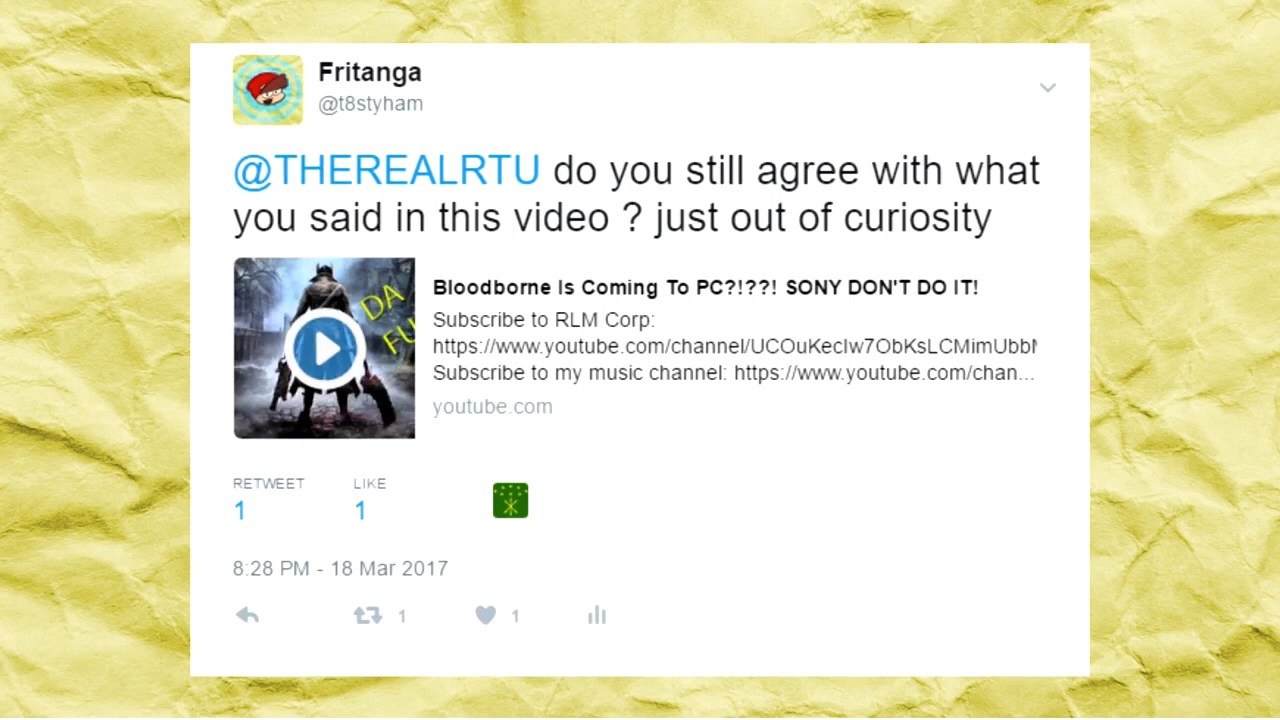 Fritanga
@t8styham
@THEREALRTU do you still agree with what
you said in this video ? just out of curiosity
DA
FU
Bloodborne Is Coming To PC?!??! SONY DON'T DO IT!
Subscribe to RLM Corp:
https://www.youtube.com/channel/UCOuKecIw7ObKsLCMimUbbM
Subscribe to my music channel: https://www.youtube.com/chan...
youtube.com
RETWEET LIKE
1 1
8:28 PM - 18 Mar 2017
1 1